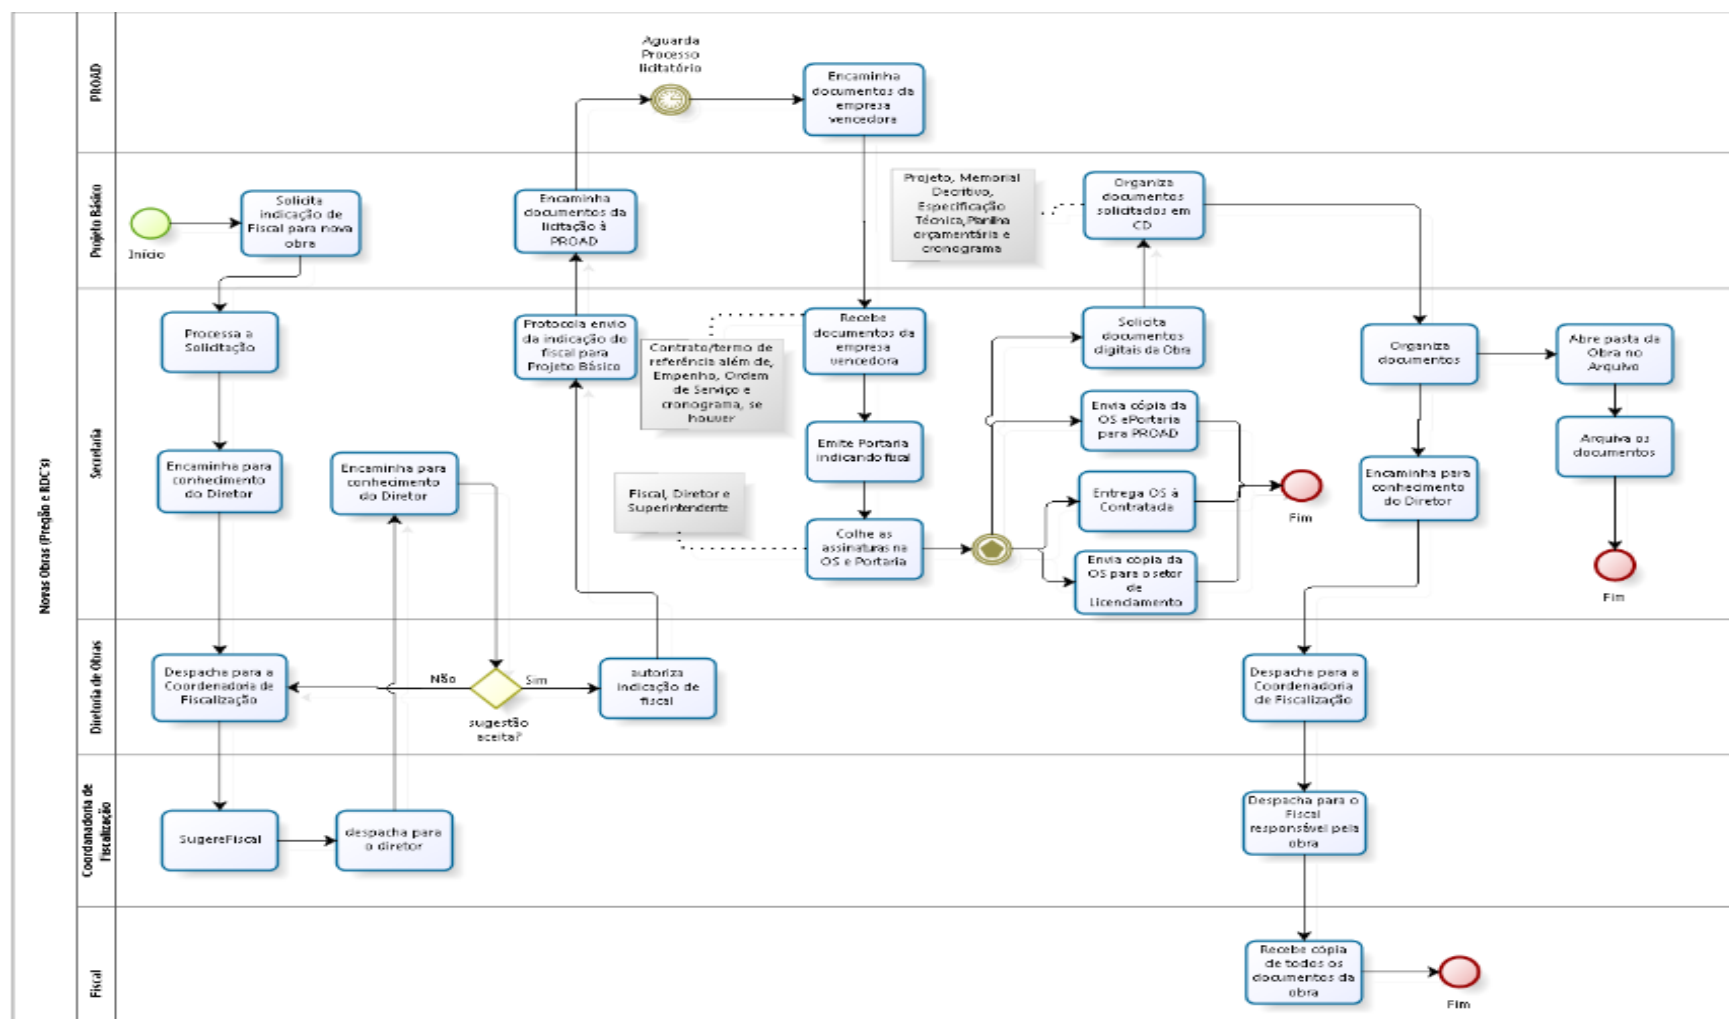 Novas Obras (Pregão e RDC's)
PROAD
Aguarda
Processo
licitatório
Encaminha
documentos da
empresa
vencedora
Projeto Básico
Início
Solicita
indicação de
Fiscal para nova
obra
Encaminha
documentos da
licitação à
PROAD
Projeto, Memorial
Decritivo,
Especificação
Técnica,Planilha
orçamentária e
cronograma
Organiza
documentos
solicitados em
CD
Secretaria
Processa a
Solicitação
Encaminha para
conhecimento
do Diretor
Encaminha para
conhecimento
do Diretor
Protocola envio
da indicação do
fiscal para
Projeto Básico
Contrato/termo de
referência além de,
Empenho, Ordem
de Serviço e
cronograma, se
houver
Recebe
documentos da
empresa
vencedora
Emite Portaria
indicando fiscal
Fiscal, Diretor e
Superintendente
Colhe as
assinaturas na
OS e Portaria
Solicita
documentos
digitais da Obra
Envia cópia da
OS ePortaria
para PROAD
Entrega OS à
Contratada
Envia cópia da
OS para o setor
de
Licenciamento
Fim
Organiza
documentos
Encaminha para
conhecimento
do Diretor
Abre pasta da
Obra no
Arquivo
Arquiva os
documentos
Fim
Diretoria de Obras
Despacha para a
Coordenadoria de
Fiscalização
Não
sugestão
aceita?
Sim
autoriza
indicação de
fiscal
Despacha para a
Coordenadoria
de Fiscalização
Coordanadoria de
Fiscalização
SugereFiscal
despacha para
o diretor
Despacha para o
Fiscal
responsável pela
obra
Fiscal
Recebe cópia
de todos os
documentos da
obra
Fim